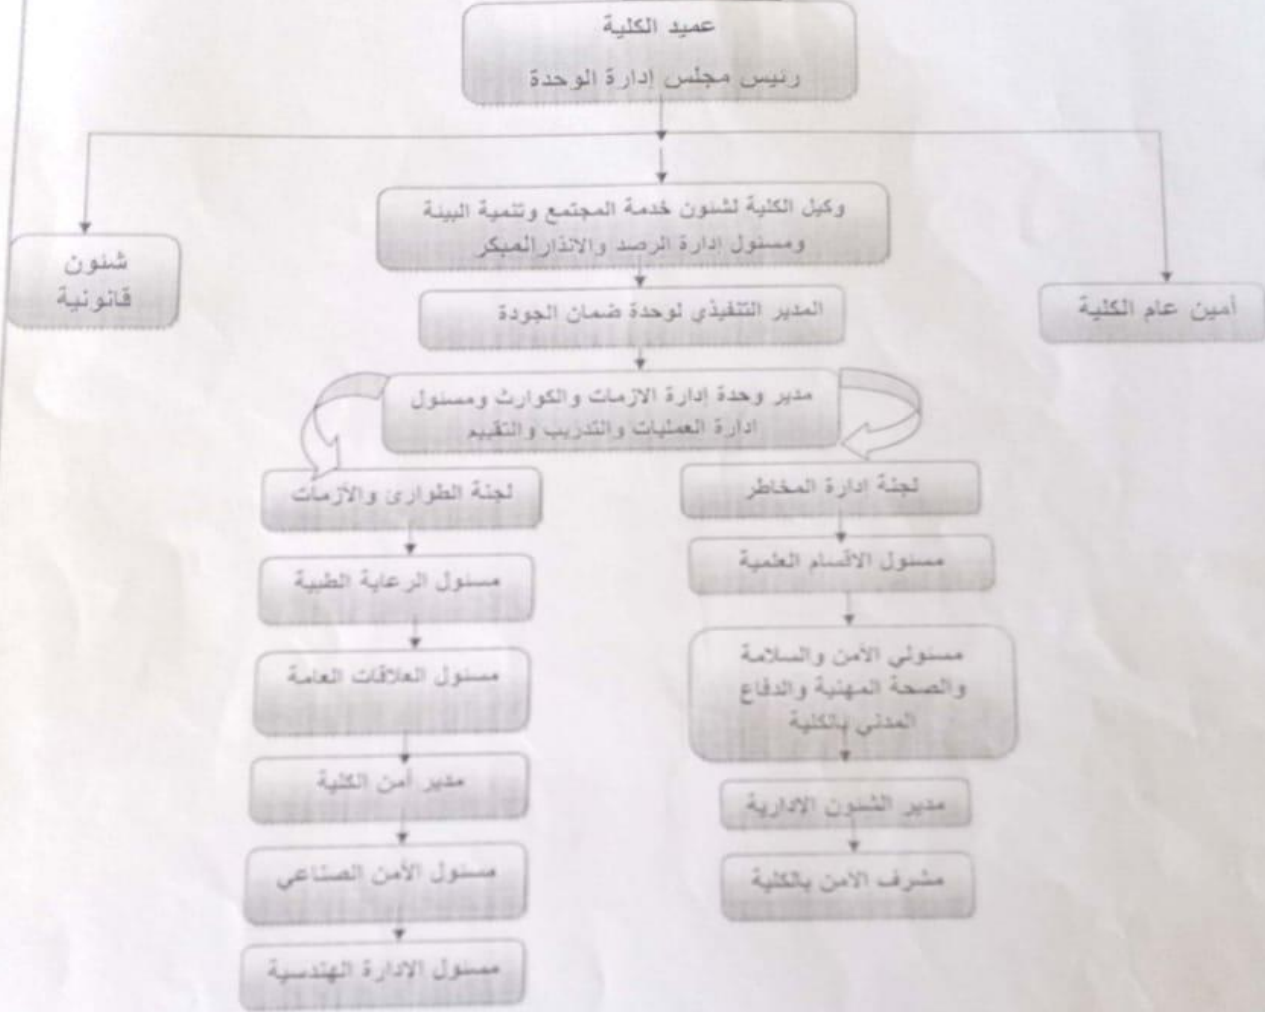 عميد الكلية
رئيس مجلس إدارة الوحدة
وكيل الكلية لشئون خدمة المجتمع وتنمية البيئة
ومسئول إدارة الرصد والانذار المبكر
شئون
قانونية
أمين عام الكلية
المدير التنفيذي لوحدة ضمان الجودة
مدير وحدة إدارة الازمات والكوارث ومسئول
ادارة العمليات والتدريب والتقييم
لجنة إدارة المخاطر
مسئول الاقسام العلمية
مسئولي الأمن والسلامة
والصحة المهنية والدفاع
المدني بالكلية
مدير الشئون الادارية
مشرف الامن بالكلية
لجنة الطوارئ والأزمات
مسئول الرعاية الطبية
مسئول العلاقات العامة
مدير أمن الكلية
مسئول الأمن الصناعي
مسئول الادارة الهندسية